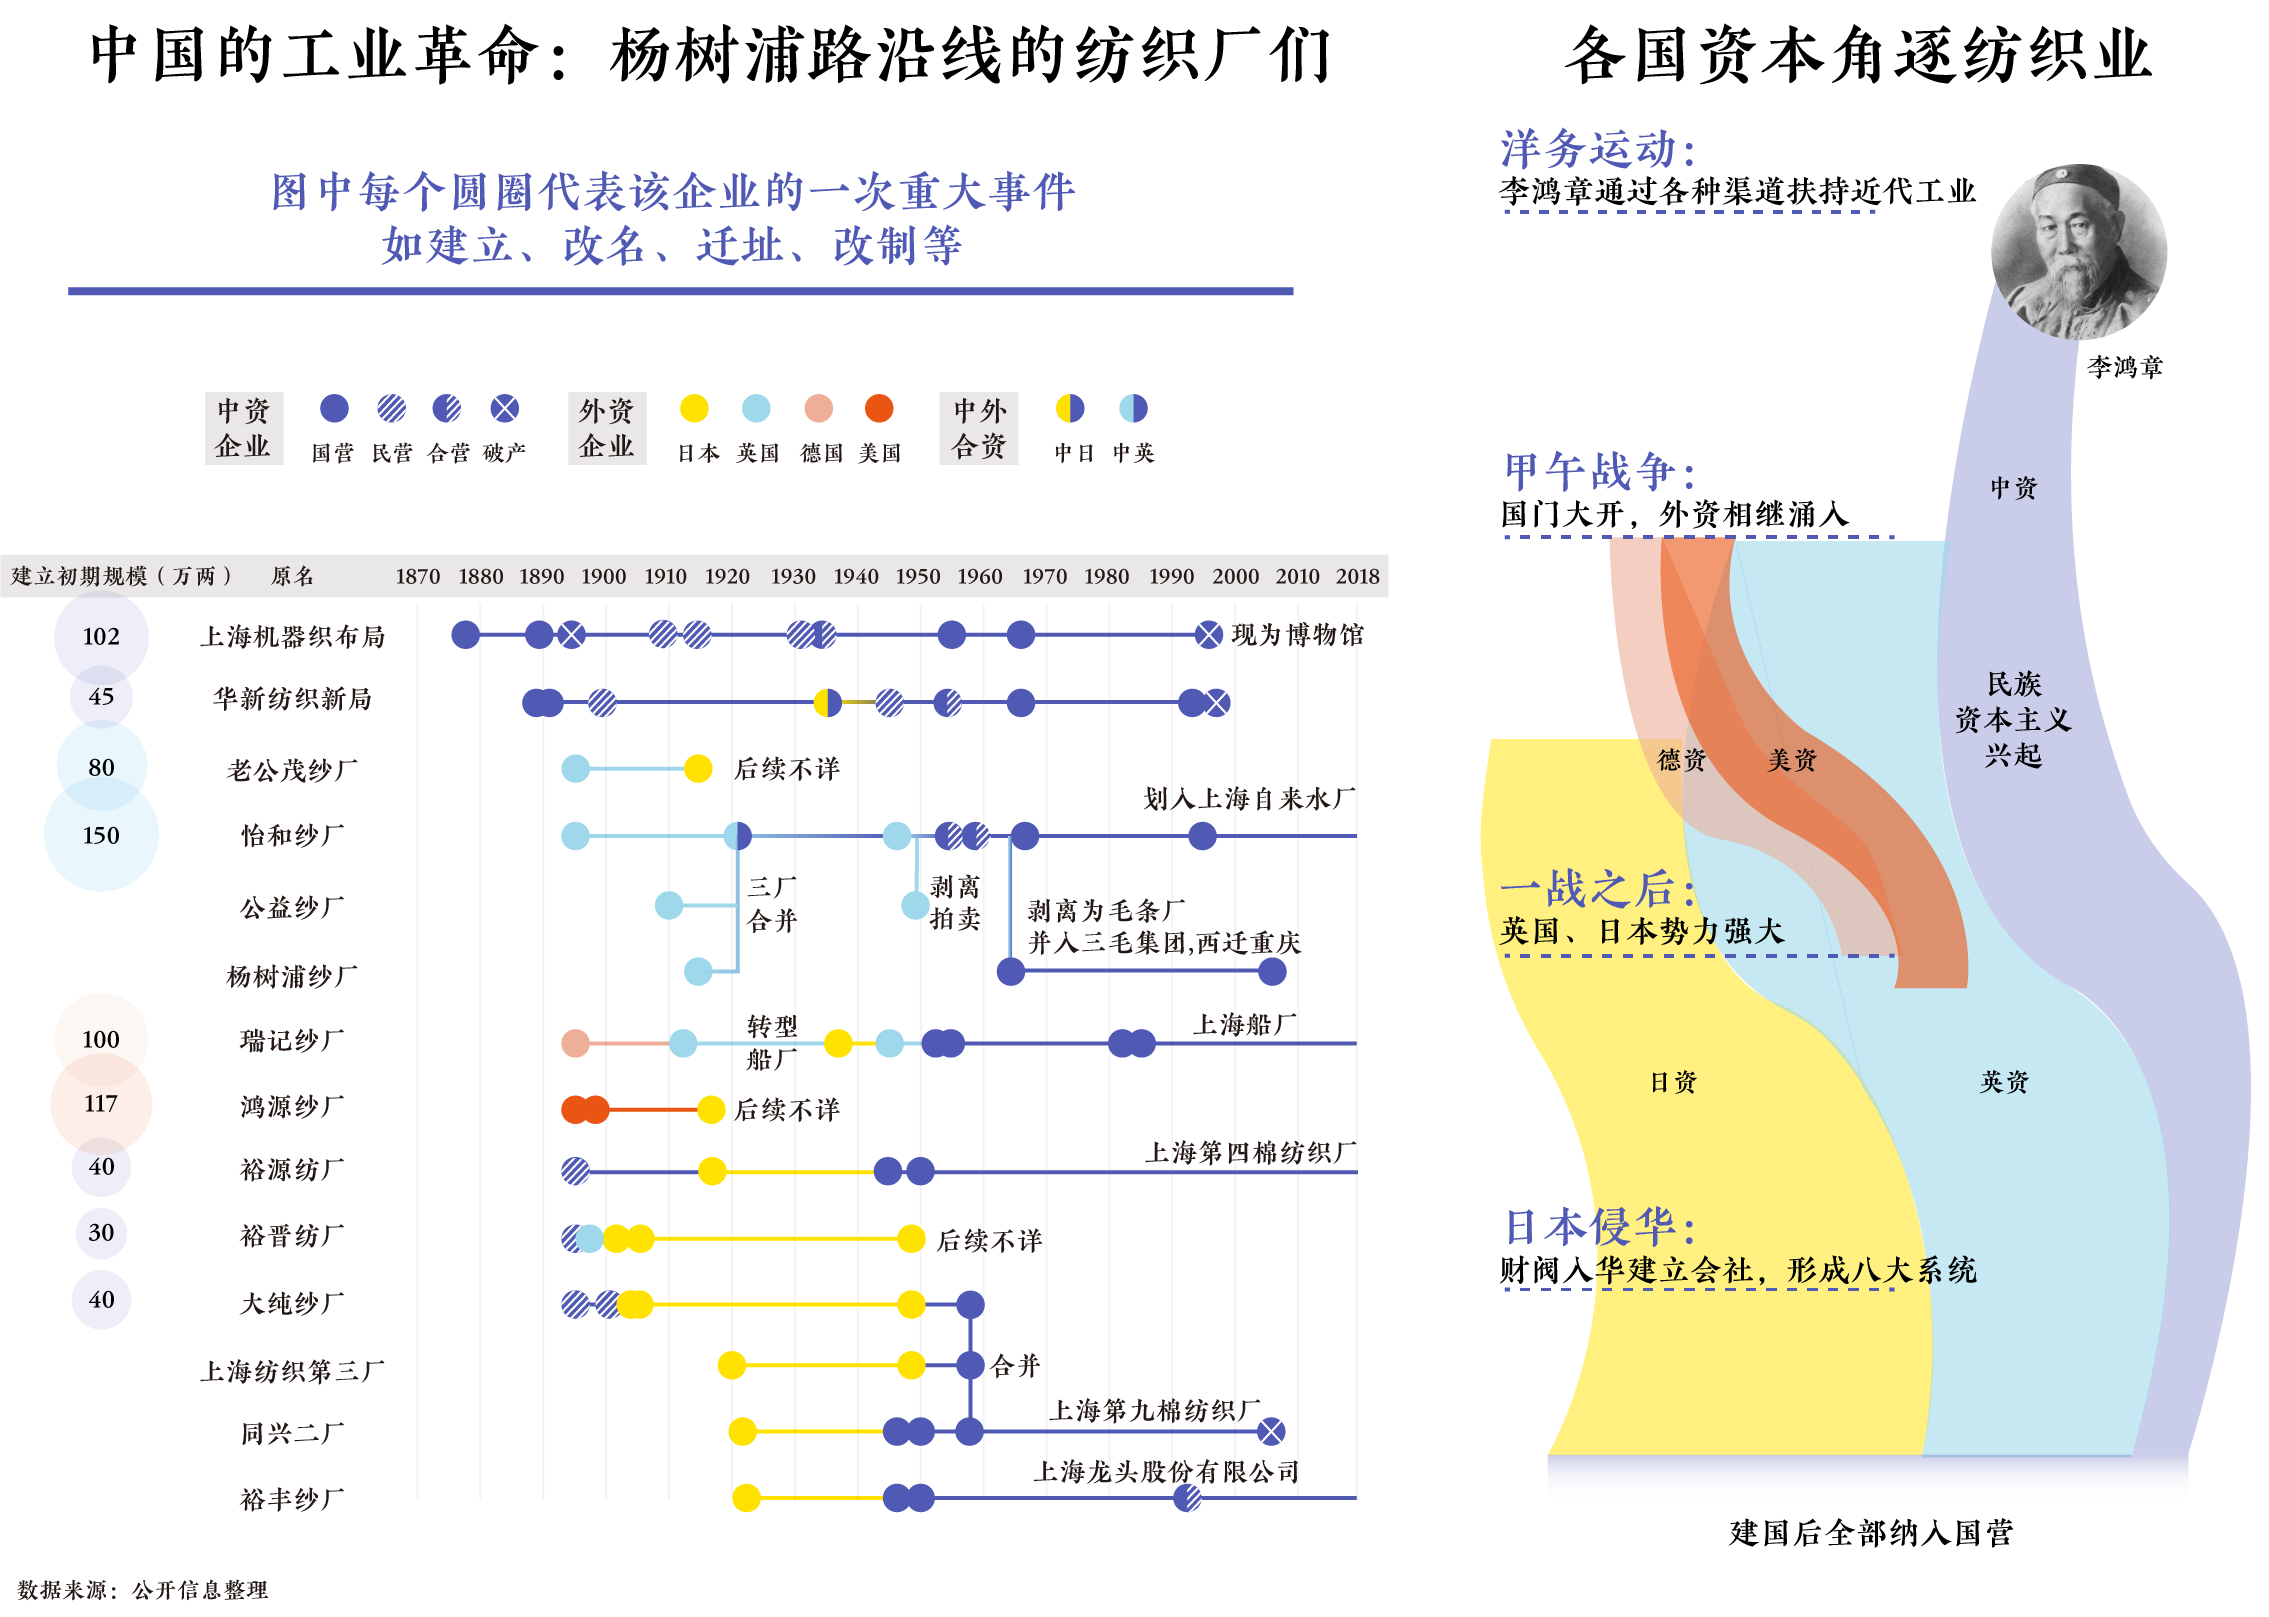 中国的工业革命：杨树浦路沿线的纺织厂们
图中每个圆圈代表该企业的一次重大事件
如建立、改名、迁址、改制等
中资
企业
国营 民营 合营 破产
外资
企业
日本 英国 德国 美国
中外
合资
中日 中英
建立初期规模（万两） 原名 1870 1880 1890 1900 1910 1920 1930 1940 1950 1960 1970 1980 1990 2000 2010 2018
102 上海机器织布局 现为博物馆
45 华新纺织新局
80 老公茂纱厂 后续不详
划入上海自来水厂
150 怡和纱厂
三厂
合并
公益纱厂
剥离
拍卖
剥离为毛条厂
并入三毛集团,西迁重庆
杨树浦纱厂
100 瑞记纱厂
转型
船厂
上海船厂
117 鸿源纱厂 后续不详
上海第四棉纺织厂
40 裕源纺厂
30 裕晋纺厂 后续不详
40 大纯纱厂
上海纺织第三厂 合并
上海第九棉纺织厂
同兴二厂
上海龙头股份有限公司
裕丰纱厂
数据来源：公开信息整理
各国资本角逐纺织业
洋务运动：
李鸿章通过各种渠道扶持近代工业
李鸿章
甲午战争：
国门大开，外资相继涌入
中资
民族
资本主义
兴起
德资 美资
一战之后：
英国、日本势力强大
日资 英资
日本侵华：
财阀入华建立会社，形成八大系统
建国后全部纳入国营